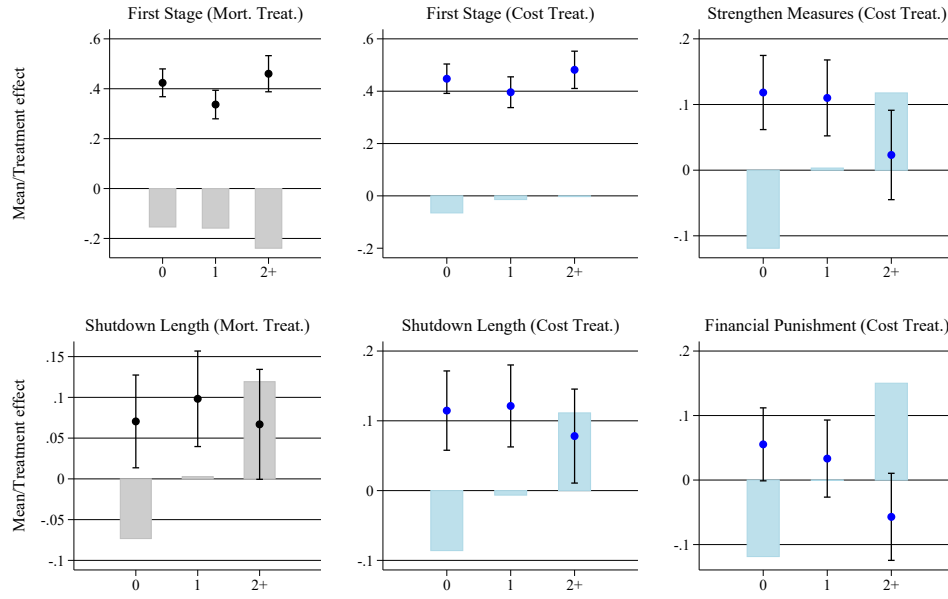 First Stage (Mort. Treat.)
Mean/Treatment effect
.6
.4
.2
0
-.2
0 1 2+
First Stage (Cost Treat.)
.6
.4
.2
0
-.2
0 1 2+
Strengthen Measures (Cost Treat.)
.2
0.1
0
-.1
0 1 2+
Shutdown Length (Mort. Treat.)
Mean/Treatment effect
.15
.1
.05
0
-.05
-.1
0 1 2+
Shutdown Length (Cost Treat.)
.2
0.1
0
-.1
0 1 2+
Financial Punishment (Cost Treat.)
.2
.1
0
-.1
0 1 2+